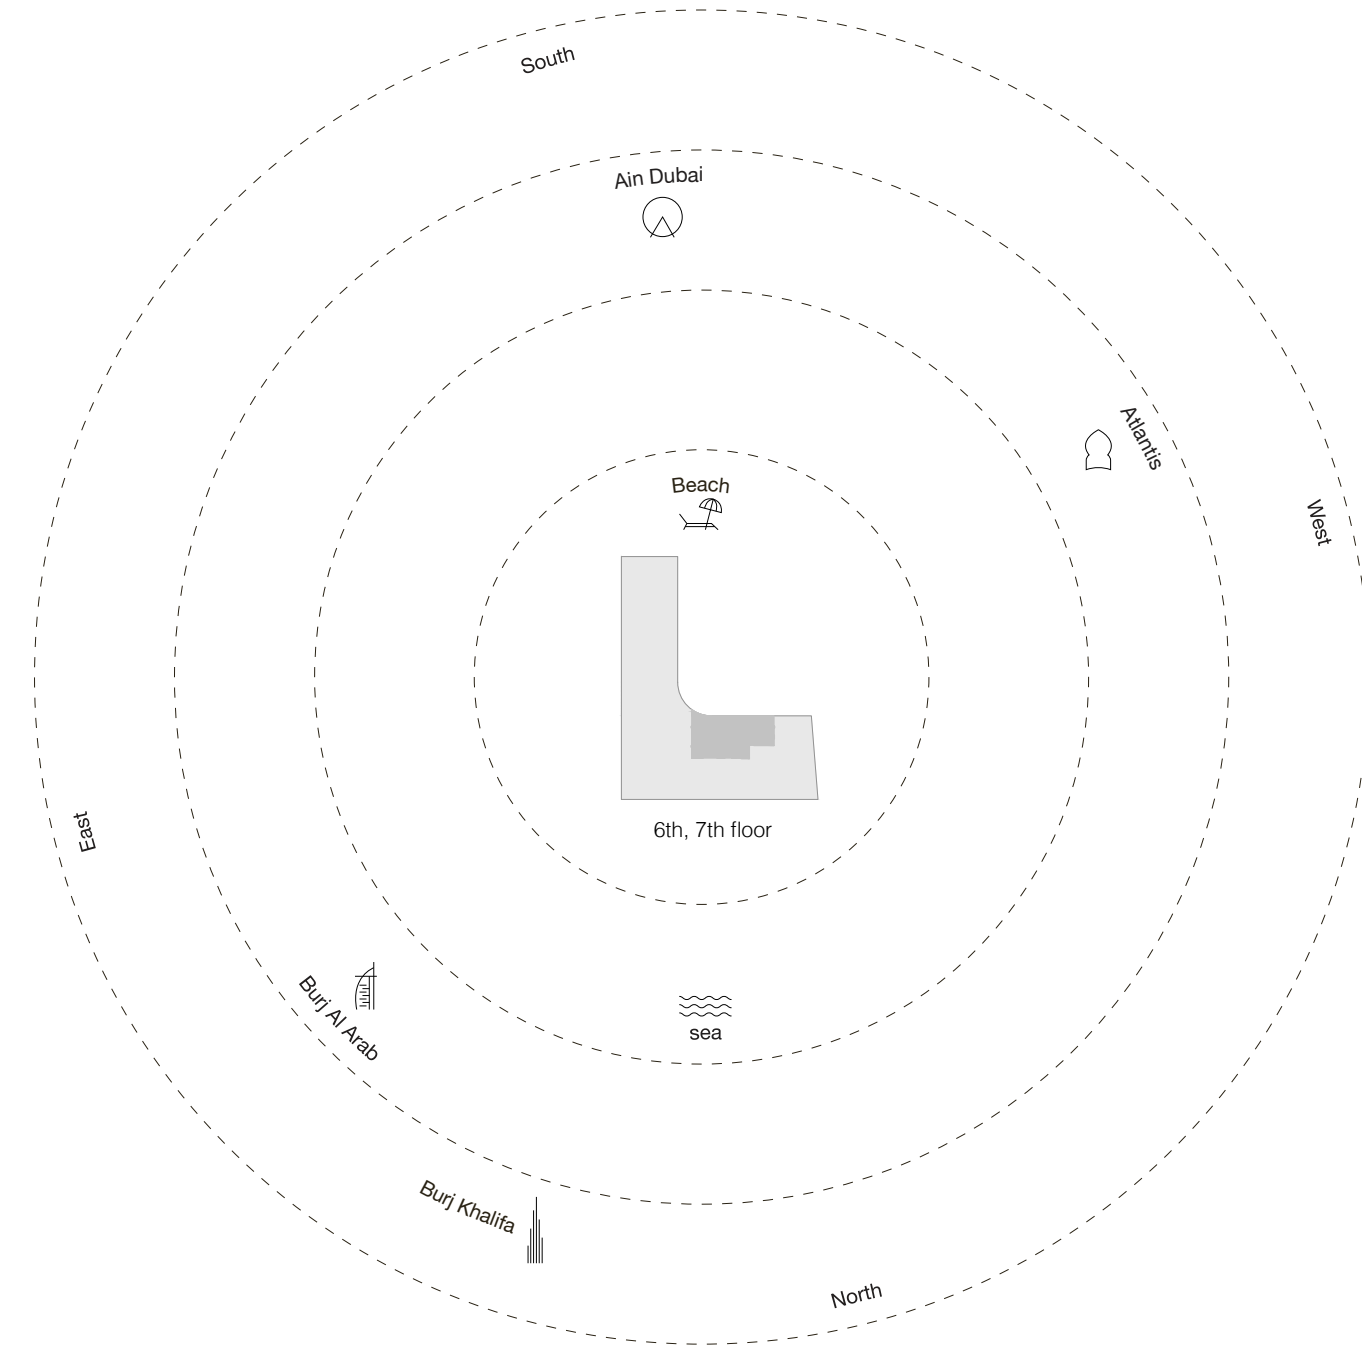 South
Ain Dubai
Atlantis
Beach
West
East
6th, 7th floor
Burj Al Arab
sea
Burj Khalifa
North